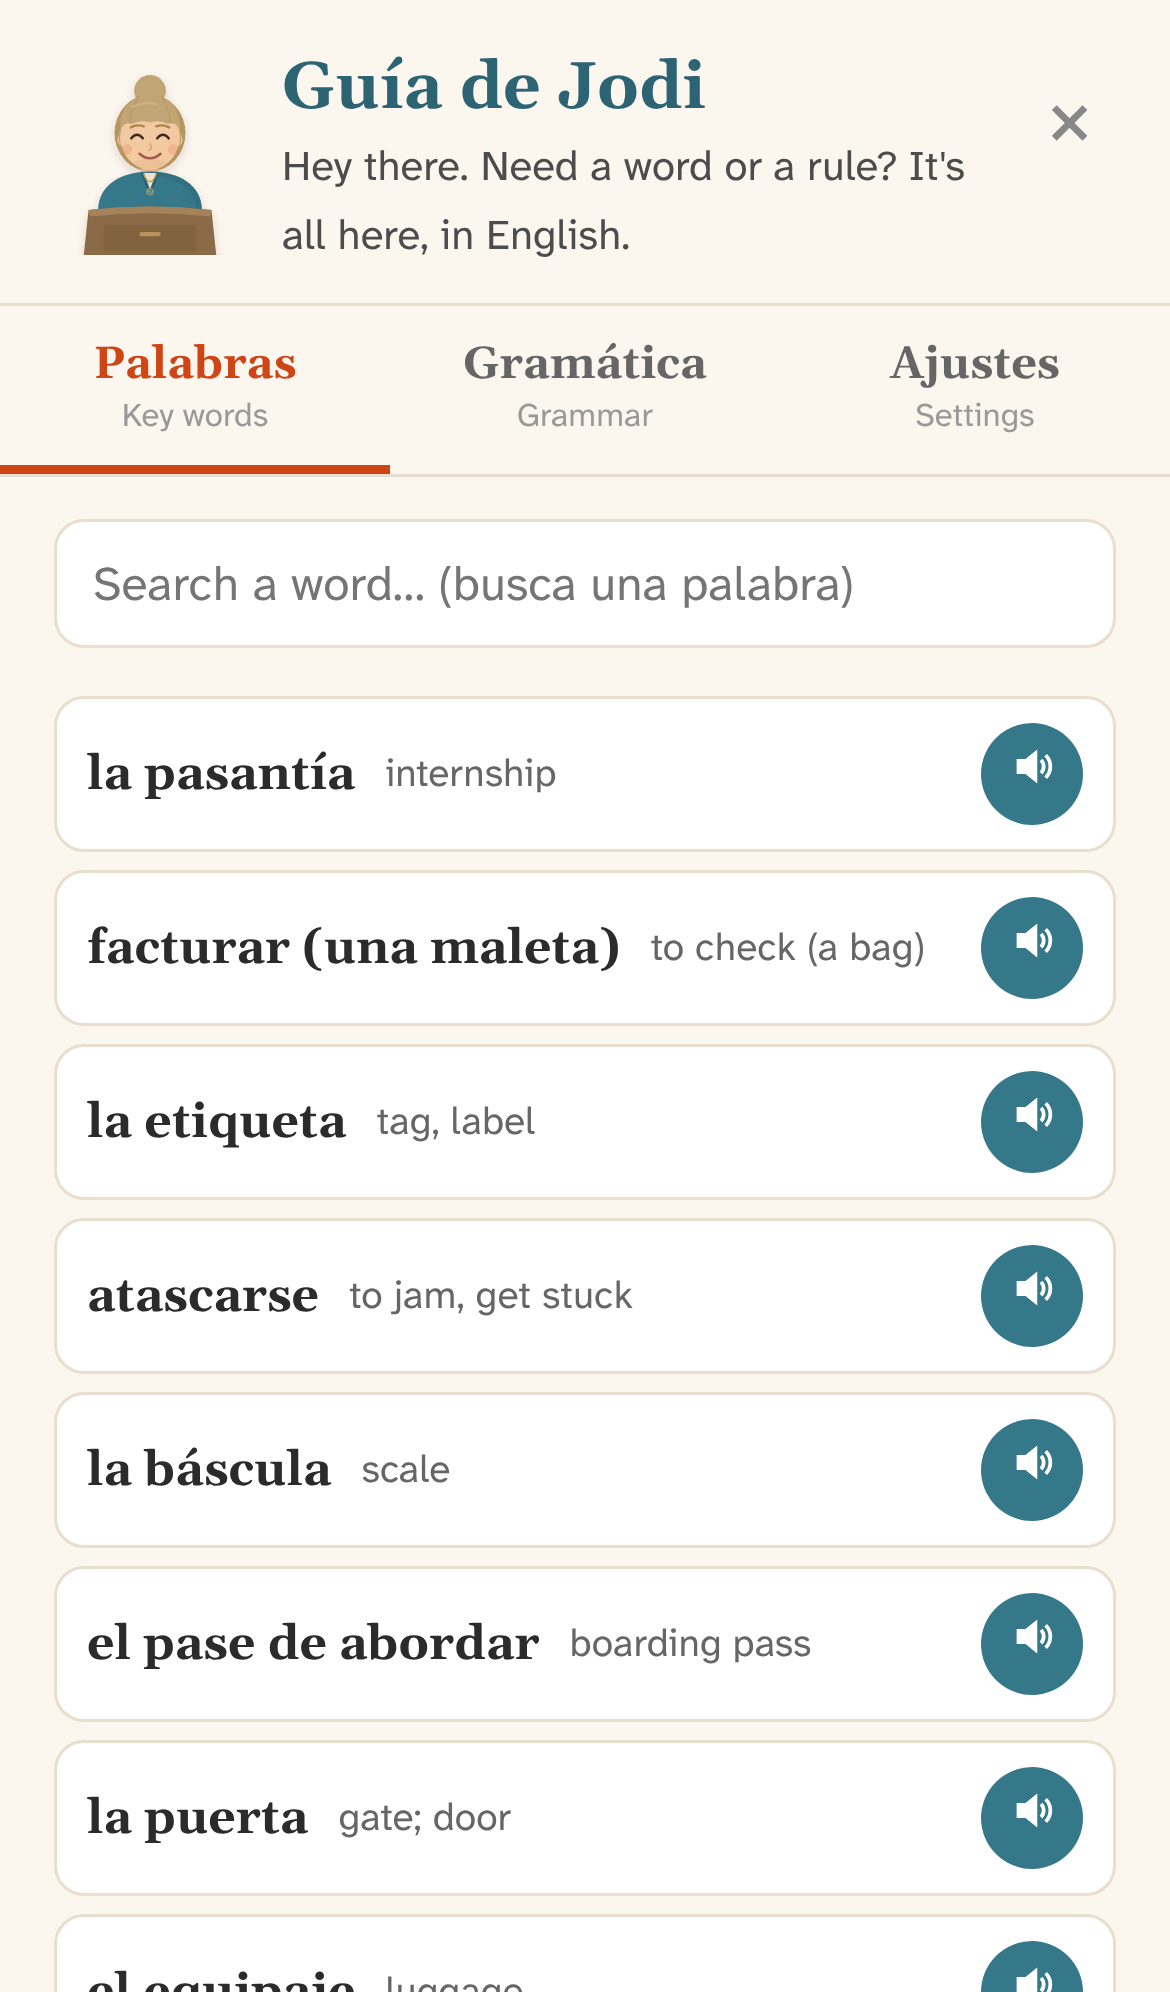 Guía de Jodi
Hey there. Need a word or a rule? It's
all here, in English.
Palabras
Key words
Gramática
Grammar
Ajustes
Settings
Search a word... (busca una palabra)
la pasantía internship
facturar (una maleta) to check (a bag)
la etiqueta tag, label
atascarse to jam, get stuck
la báscula scale
el pase de abordar boarding pass
la puerta gate; door
el equipaje luggage